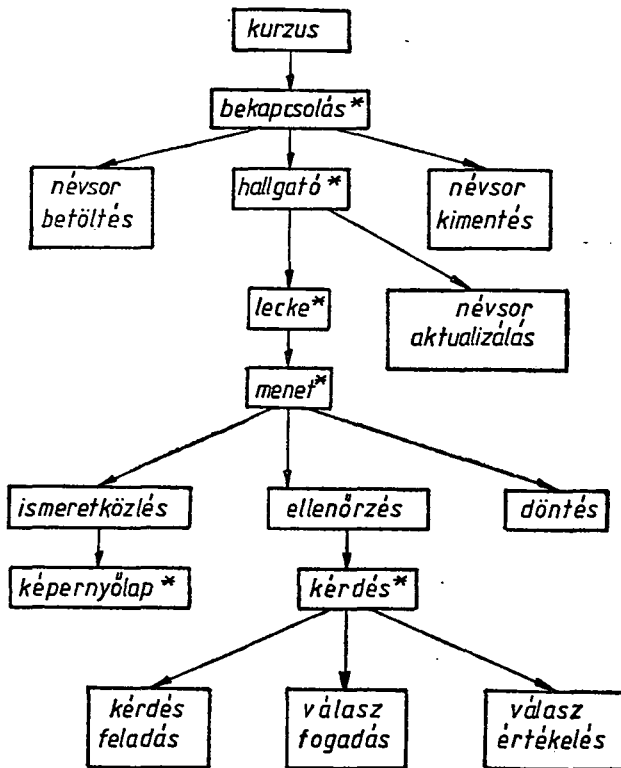 kurzus
bekapcsolás*
névsor
betöltés
hallgató*
névsor
kimentés
lecke*
névsor
aktualizálás
menet*
ismeretközlés
ellenőrzés
döntés
képernyőlap*
kérdés*
kérdés
feladás
válasz
fogadás
válasz
értékelés